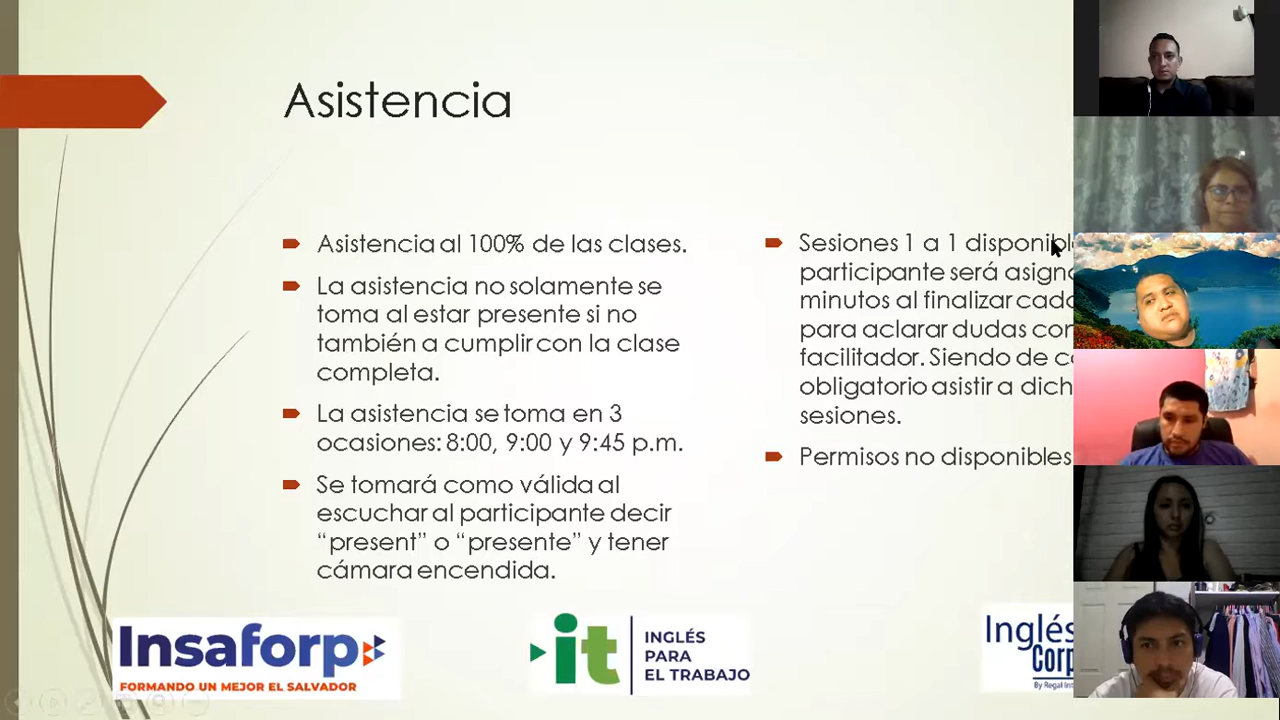 Asistencia
Asistencia al 100% de las clases.
La asistencia no solamente se
toma al estar presente si no
también a cumplir con la clase
completa.
La asistencia se toma en 3
ocasiones: 8:00, 9:00 y 9:45 p.m.
Se tomará como válida al
escuchar al participante decir
“present” o “presente” y tener
cámara encendida.
Sesiones 1 a 1
participante será
minutos al finalizar
para aclarar dudas
facilitador. Siendo de
obligatorio asistir a
sesiones.
Permisos no disponibles
Insaforp
FORMANDO UN MEJOR EL SALVADOR
it
INGLÉS
PARA
EL TRABAJO
Inglés
Corp
By Regal